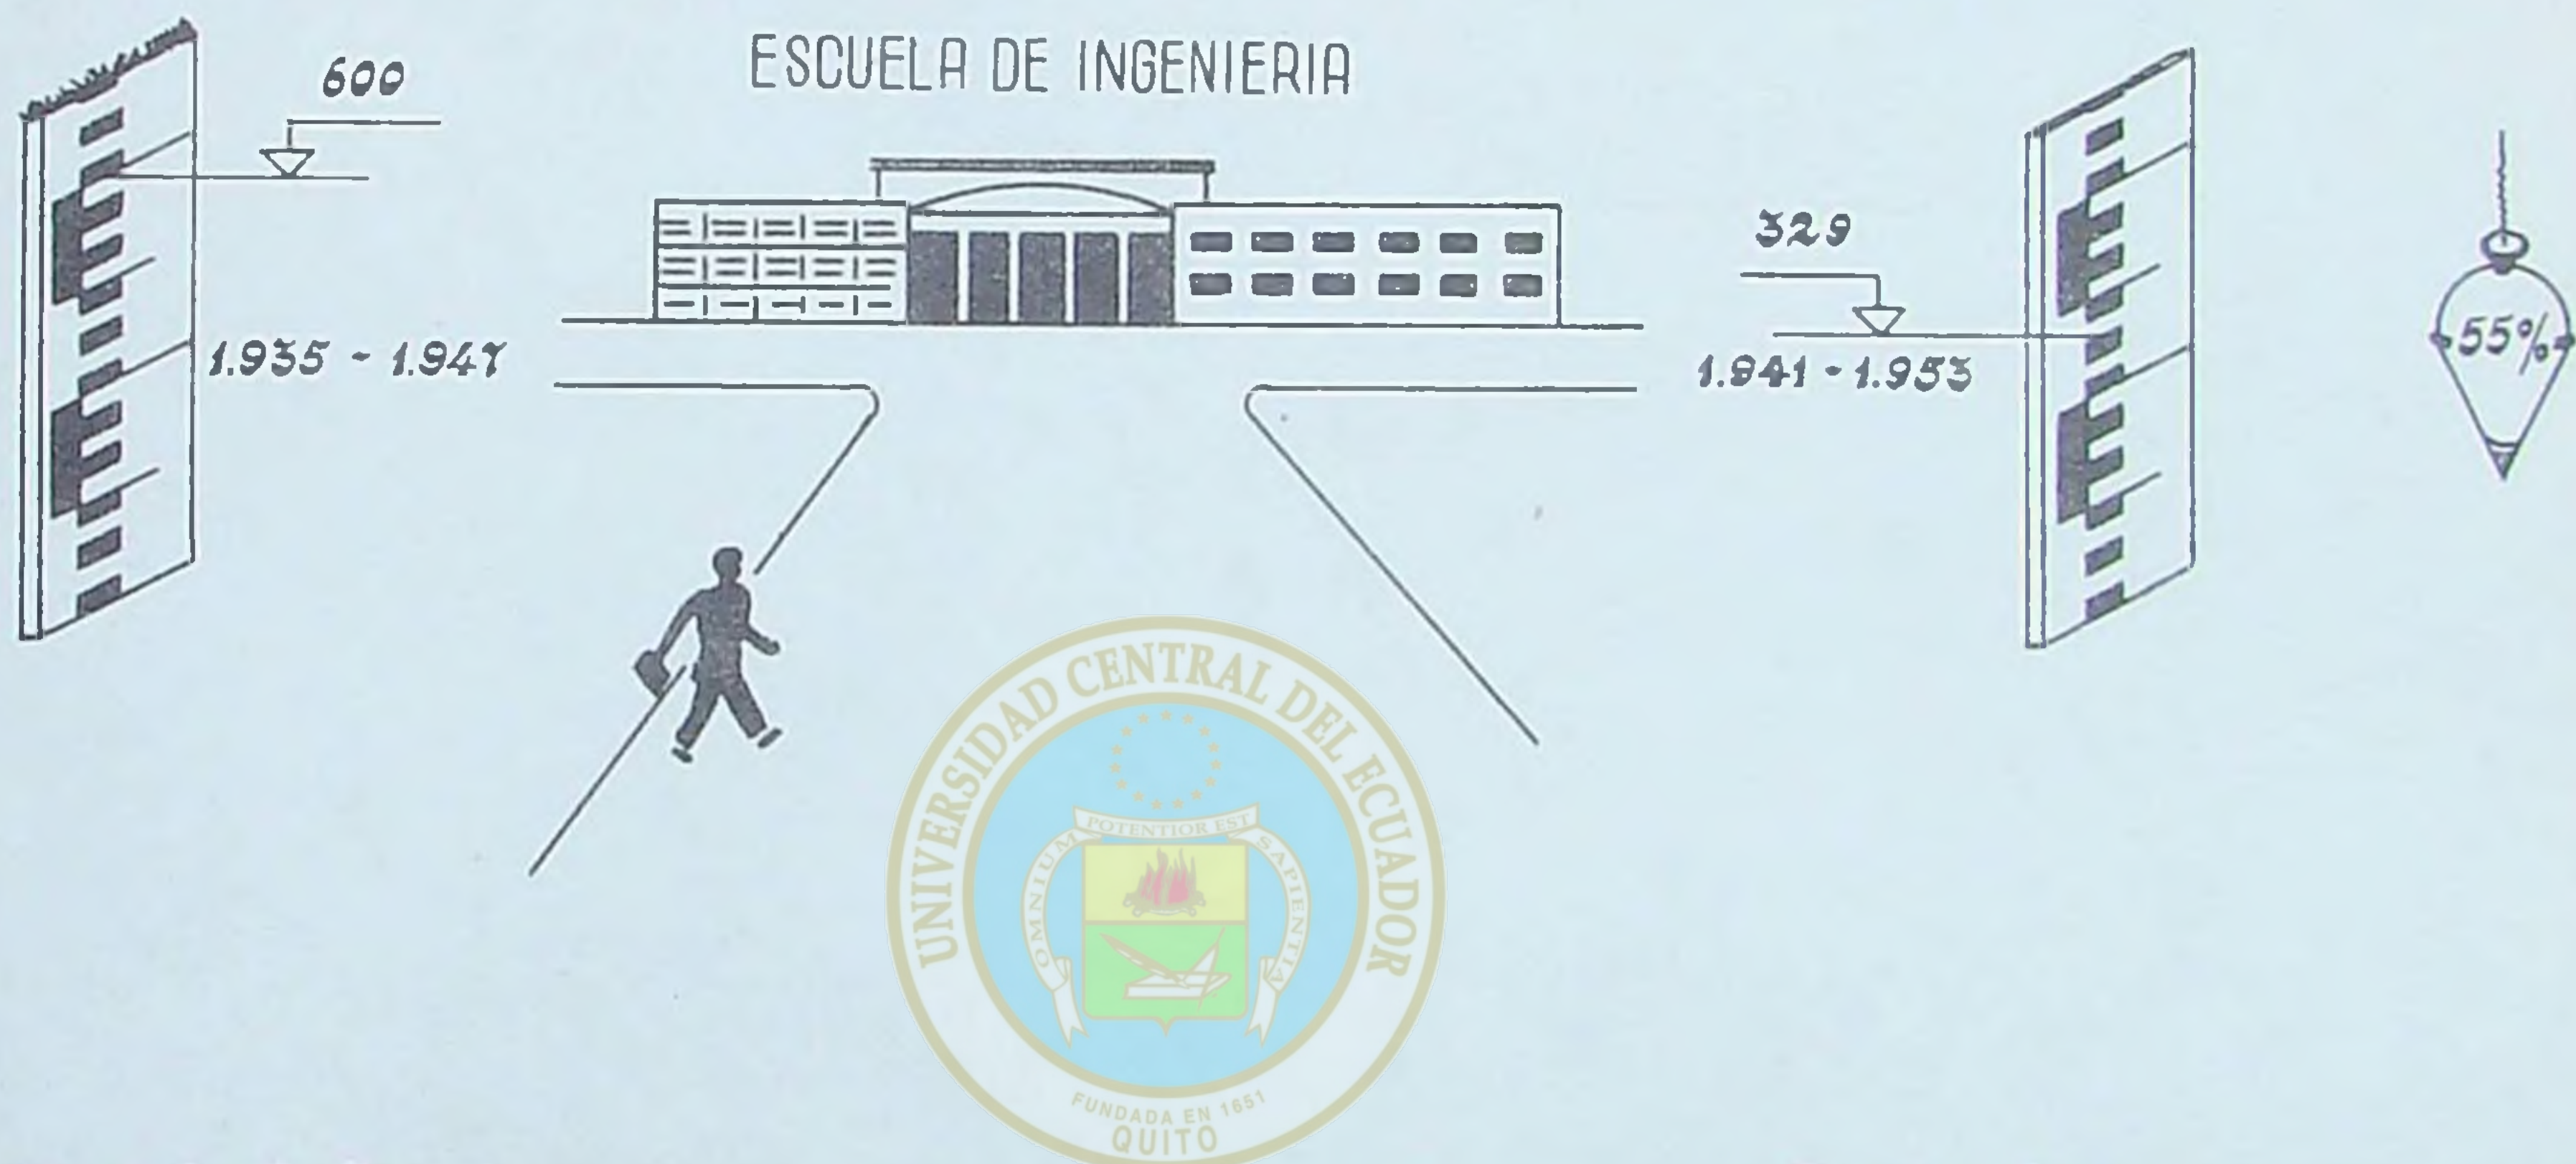 ESCUELA DE INGENIERIA
600
329
55%
1.935 - 1.947
1.941 - 1.953
UNIVERSIDAD CENTRAL DEL ECUADOR
OMNIUM POTENTIOR EST SAPIENTIA
FUNDADA EN 1651
QUITO